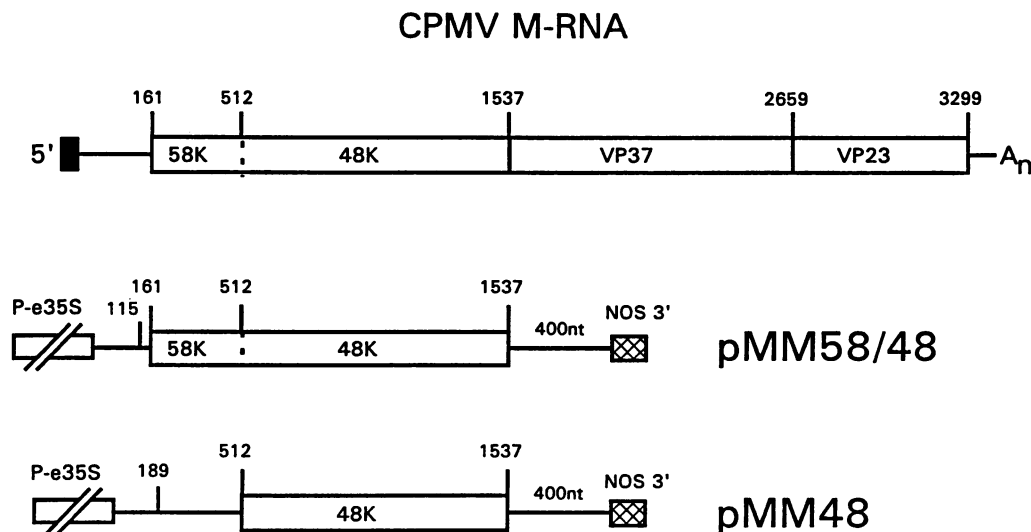 CPMV M-RNA
161 512 1537 2659 3299
5' 58K 48K VP37 VP23 An
P-e35S 115 161 512 1537 400nt NOS 3'
58K 48K pMM58/48
P-e35S 189 512 1537 400nt NOS 3'
48K pMM48